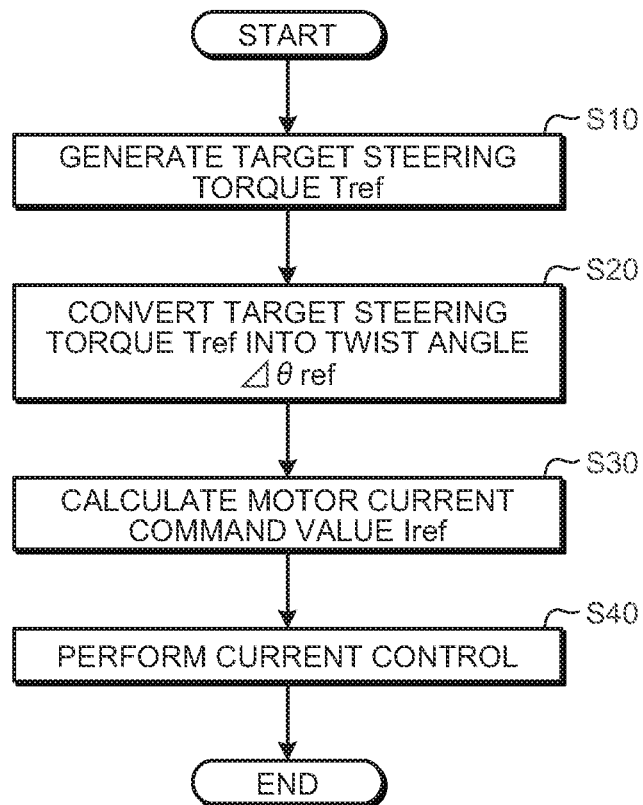 START
S10
GENERATE TARGET STEERING
TORQUE Tref
S20
CONVERT TARGET STEERING
TORQUE Tref INTO TWIST ANGLE
⊿θ ref
S30
CALCULATE MOTOR CURRENT
COMMAND VALUE Iref
S40
PERFORM CURRENT CONTROL
END